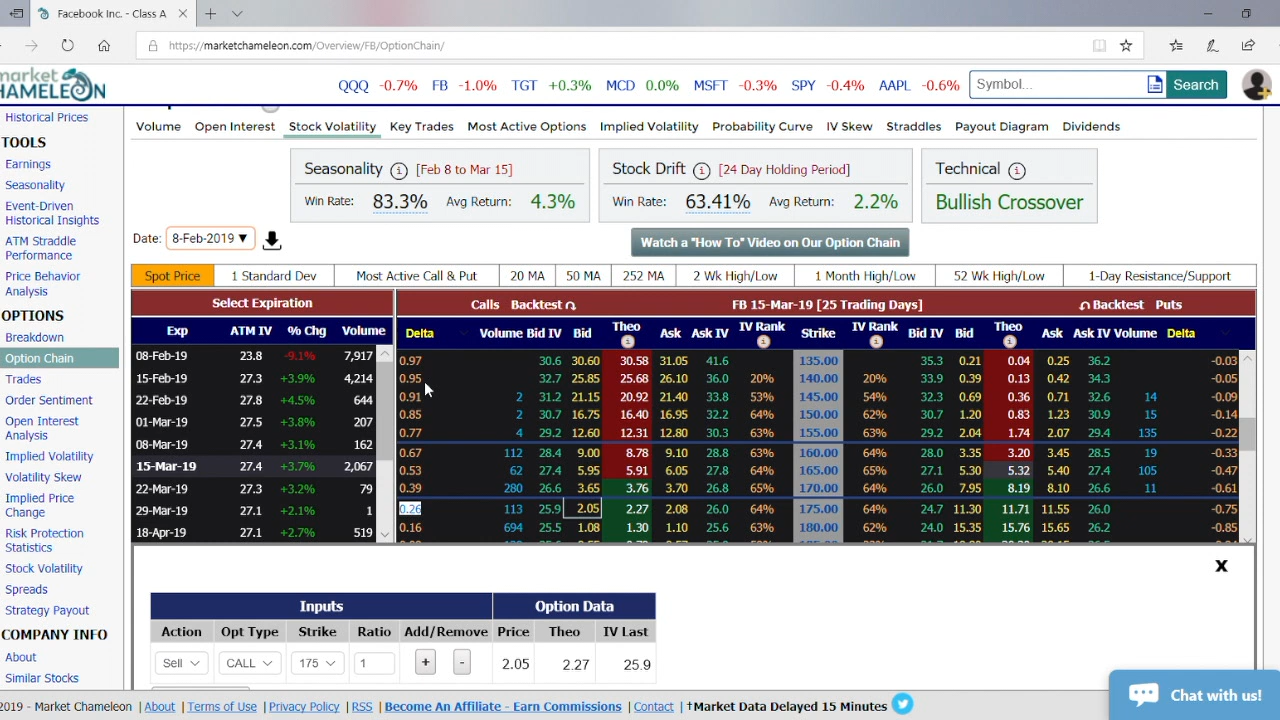 Facebook Inc. - Class A
https://marketchameleon.com/Overview/FB/OptionChain/
market CHAMELEON
QQQ -0.7% FB -1.0% TGT +0.3% MCD 0.0% MSFT -0.3% SPY -0.4% AAPL -0.6% Symbol... Search
Historical Prices
TOOLS
Earnings
Seasonality
Event-Driven
Historical Insights
ATM Straddle
Performance
Price Behavior
Analysis
OPTIONS
Breakdown
Option Chain
Trades
Order Sentiment
Open Interest
Analysis
Implied Volatility
Volatility Skew
Implied Price
Change
Risk Protection
Statistics
Stock Volatility
Spreads
Strategy Payout
COMPANY INFO
About
Similar Stocks
Volume Open Interest Stock Volatility Key Trades Most Active Options Implied Volatility Probability Curve IV Skew Straddles Payout Diagram Dividends
Seasonality [Feb 8 to Mar 15]
Win Rate: 83.3% Avg Return: 4.3%
Stock Drift [24 Day Holding Period]
Win Rate: 63.41% Avg Return: 2.2%
Technical
Bullish Crossover
Date: 8-Feb-2019
Watch a "How To" Video on Our Option Chain
Spot Price 1 Standard Dev Most Active Call & Put 20 MA 50 MA 252 MA 2 Wk High/Low 1 Month High/Low 52 Wk High/Low 1-Day Resistance/Support
Select Expiration
Exp ATM IV % Chg Volume
08-Feb-19 23.8 -9.1% 7,917
15-Feb-19 27.3 +3.9% 4,214
22-Feb-19 27.8 +4.5% 644
01-Mar-19 27.5 +3.8% 207
08-Mar-19 27.4 +3.1% 162
15-Mar-19 27.4 +3.7% 2,067
22-Mar-19 27.3 +3.2% 79
29-Mar-19 27.1 +2.1% 1
18-Apr-19 27.1 +2.7% 519
Calls Backtest FB 15-Mar-19 [25 Trading Days] Backtest Puts
Delta Volume Bid IV Bid Theo Ask Ask IV IV Rank Strike IV Rank Bid IV Bid Theo Ask Ask IV Volume Delta
0.97 30.6 30.60 30.58 31.05 41.6 135.00 35.3 0.21 0.04 0.25 36.2 -0.03
0.95 32.7 25.85 25.68 26.10 36.0 20% 140.00 20% 33.9 0.39 0.13 0.42 34.3 -0.05
0.91 2 31.2 21.15 20.92 21.40 33.8 53% 145.00 54% 32.3 0.69 0.36 0.71 32.6 14 -0.09
0.85 2 30.7 16.75 16.40 16.95 32.2 64% 150.00 62% 30.7 1.20 0.83 1.23 30.9 15 -0.14
0.77 4 29.2 12.60 12.31 12.80 30.3 63% 155.00 63% 29.2 2.04 1.74 2.07 29.4 135 -0.22
0.67 112 28.4 9.00 8.78 9.10 28.8 63% 160.00 64% 28.0 3.35 3.20 3.45 28.5 19 -0.33
0.53 62 27.4 5.95 5.91 6.05 27.8 64% 165.00 65% 27.1 5.30 5.32 5.40 27.4 105 -0.47
0.39 280 26.6 3.65 3.76 3.70 26.8 65% 170.00 64% 26.0 7.95 8.19 8.10 26.6 11 -0.61
0.26 113 25.9 2.05 2.27 2.08 26.0 64% 175.00 64% 24.7 11.30 11.71 11.55 26.0 -0.75
0.16 694 25.5 1.08 1.30 1.10 25.6 63% 180.00 62% 24.0 15.35 15.76 15.65 26.2 -0.85
X
Inputs Option Data
Action Opt Type Strike Ratio Add/Remove Price Theo IV Last
Sell CALL 175 1 + - 2.05 2.27 25.9
Chat with us!
2019 - Market Chameleon | About | Terms of Use | Privacy Policy | RSS | Become An Affiliate - Earn Commissions | Contact | †Market Data Delayed 15 Minutes